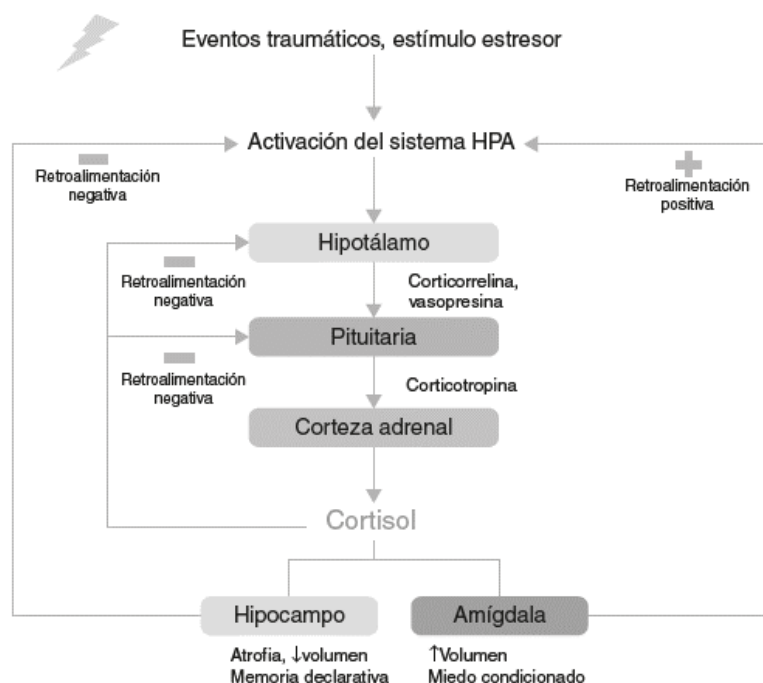 Eventos traumáticos, estímulo estresor
Activación del sistema HPA
Retroalimentación
negativa
Retroalimentación
positiva
Hipotálamo
Retroalimentación
negativa
Corticorrelina,
vasopresina
Pituitaria
Retroalimentación
negativa
Corticotropina
Corteza adrenal
Cortisol
Hipocampo
Amígdala
Atrofia, ↓volumen
Memoria declarativa
↑Volumen
Miedo condicionado